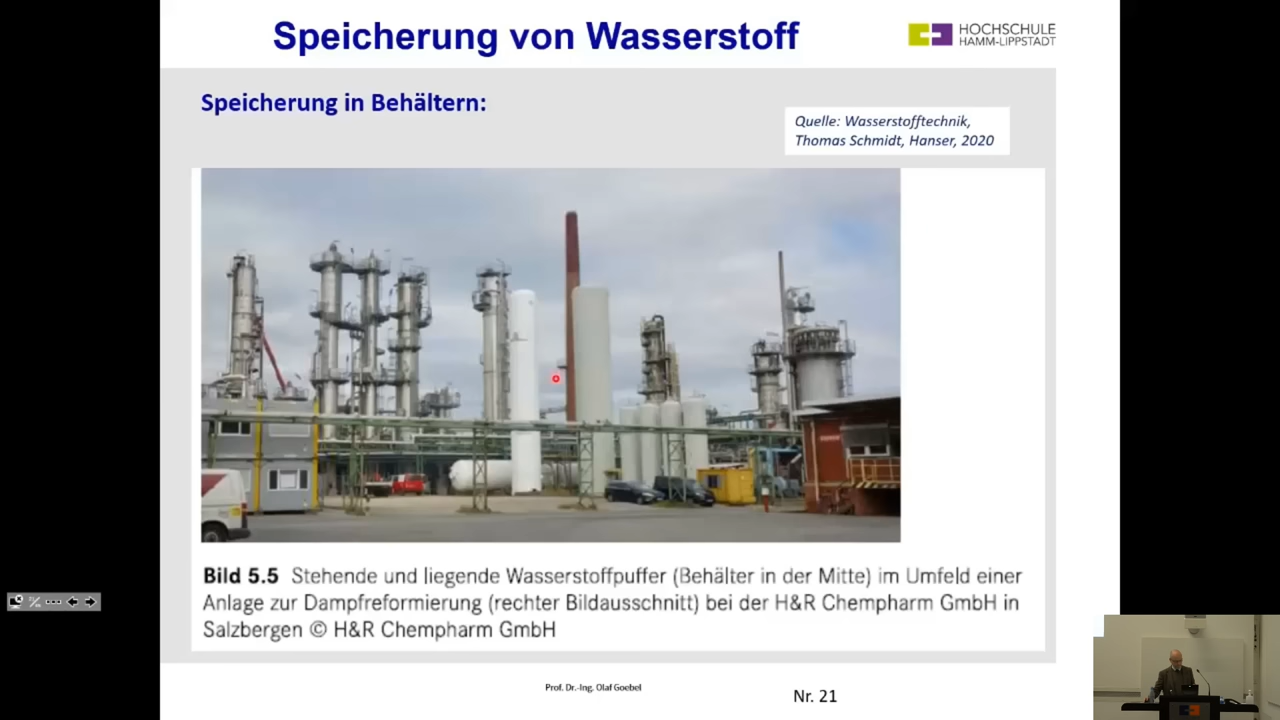 Speicherung von Wasserstoff
HOCHSCHULE
HAMM-LIPPSTADT
Speicherung in Behältern:
Quelle: Wasserstofftechnik,
Thomas Schmidt, Hanser, 2020
Bild 5.5 Stehende und liegende Wasserstoffpuffer (Behälter in der Mitte) im Umfeld einer
Anlage zur Dampfreformierung (rechter Bildausschnitt) bei der H&R Chempharm GmbH in
Salzbergen © H&R Chempharm GmbH
Prof. Dr.-Ing. Olaf Goebel
Nr. 21